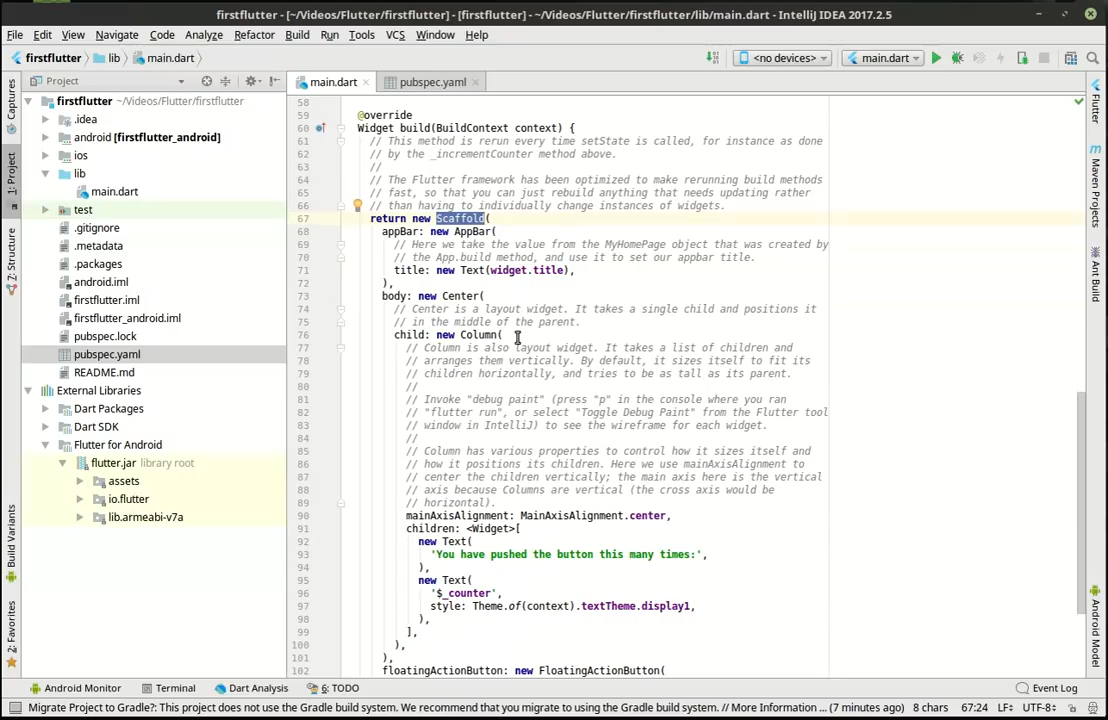 firstflutter - [~/Videos/Flutter/firstflutter] - [firstflutter] - ~/Videos/Flutter/firstflutter/lib/main.dart - IntelliJ IDEA 2017.2.5
File Edit View Navigate Code Analyze Refactor Build Run Tools VCS Window Help
firstflutter lib main.dart <no devices> main.dart
Project
main.dart pubspec.yaml
Captures
1: Project
7: Structure
Build Variants
2: Favorites
firstflutter ~/Videos/Flutter/firstflutter
.idea
android [firstflutter_android]
ios
lib
main.dart
test
.gitignore
.metadata
.packages
android.iml
firstflutter.iml
firstflutter_android.iml
pubspec.lock
pubspec.yaml
README.md
External Libraries
Dart Packages
Dart SDK
Flutter for Android
flutter.jar library root
assets
io.flutter
lib.armeabi-v7a
58
59 @override
60 Widget build(BuildContext context) {
61 // This method is rerun every time setState is called, for instance as done
62 // by the _incrementCounter method above.
63 //
64 // The Flutter framework has been optimized to make rerunning build methods
65 // fast, so that you can just rebuild anything that needs updating rather
66 // than having to individually change instances of widgets.
67 return new Scaffold(
68 appBar: new AppBar(
69 // Here we take the value from the MyHomePage object that was created by
70 // the App.build method, and use it to set our appbar title.
71 title: new Text(widget.title),
72 ),
73 body: new Center(
74 // Center is a layout widget. It takes a single child and positions it
75 // in the middle of the parent.
76 child: new Column(
77 // Column is also layout widget. It takes a list of children and
78 // arranges them vertically. By default, it sizes itself to fit its
79 // children horizontally, and tries to be as tall as its parent.
80 //
81 // Invoke "debug paint" (press "p" in the console where you ran
82 // "flutter run", or select "Toggle Debug Paint" from the Flutter tool
83 // window in IntelliJ) to see the wireframe for each widget.
84 //
85 // Column has various properties to control how it sizes itself and
86 // how it positions its children. Here we use mainAxisAlignment to
87 // center the children vertically; the main axis here is the vertical
88 // axis because Columns are vertical (the cross axis would be
89 // horizontal).
90 mainAxisAlignment: MainAxisAlignment.center,
91 children: <Widget>[
92 new Text(
93 'You have pushed the button this many times:',
94 ),
95 new Text(
96 '$_counter',
97 style: Theme.of(context).textTheme.display1,
98 ),
99 ],
100 ),
101 ),
102 floatingActionButton: new FloatingActionButton(
Flutter
Maven Projects
Ant Build
Android Model
Android Monitor Terminal Dart Analysis 6: TODO Event Log
Migrate Project to Gradle?: This project does not use the Gradle build system. We recommend that you migrate to using the Gradle build system. // More Information ... (7 minutes ago) 8 chars 67:24 LF÷ UTF-8÷